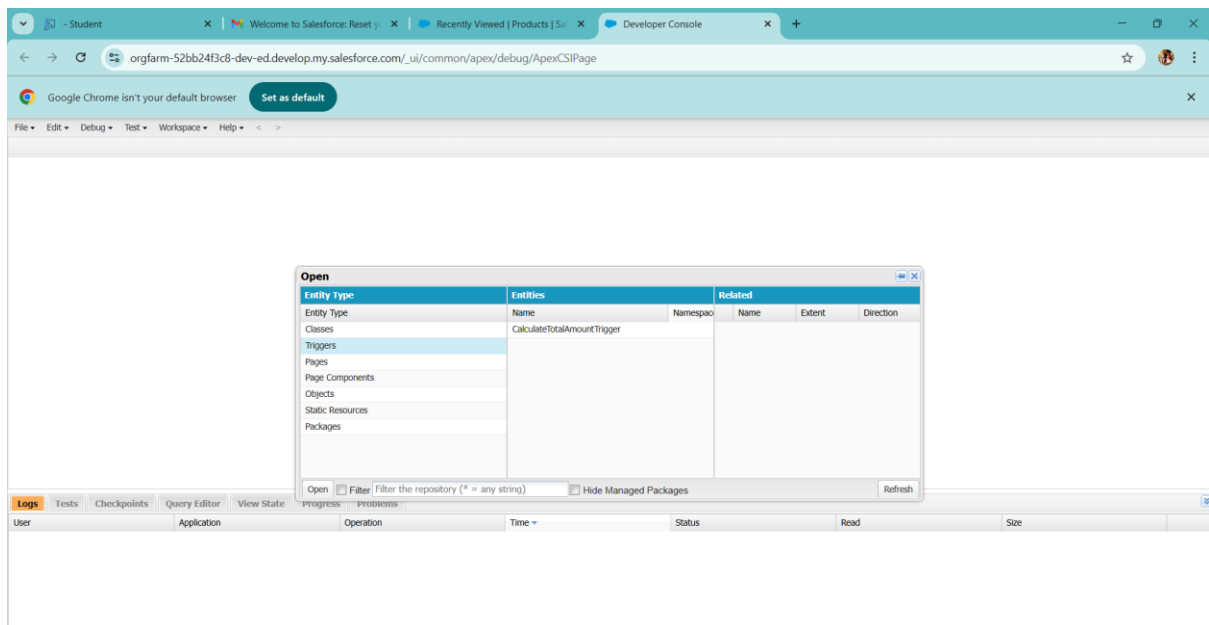 - Student
Welcome to Salesforce: Reset y
Recently Viewed | Products | Sal
Developer Console
orgfarm-52bb24f3c8-dev-ed.develop.my.salesforce.com/_ui/common/apex/debug/ApexCSIPage
Google Chrome isn't your default browser Set as default
File Edit Debug Test Workspace Help < >
Open
Entity Type Entities Related
Entity Type Name Namespac Name Extent Direction
Classes CalculateTotalAmountTrigger
Triggers
Pages
Page Components
Objects
Static Resources
Packages
Open Filter Filter the repository (* = any string) Hide Managed Packages Refresh
Logs Tests Checkpoints Query Editor View State Progress Problems
User Application Operation Time Status Read Size